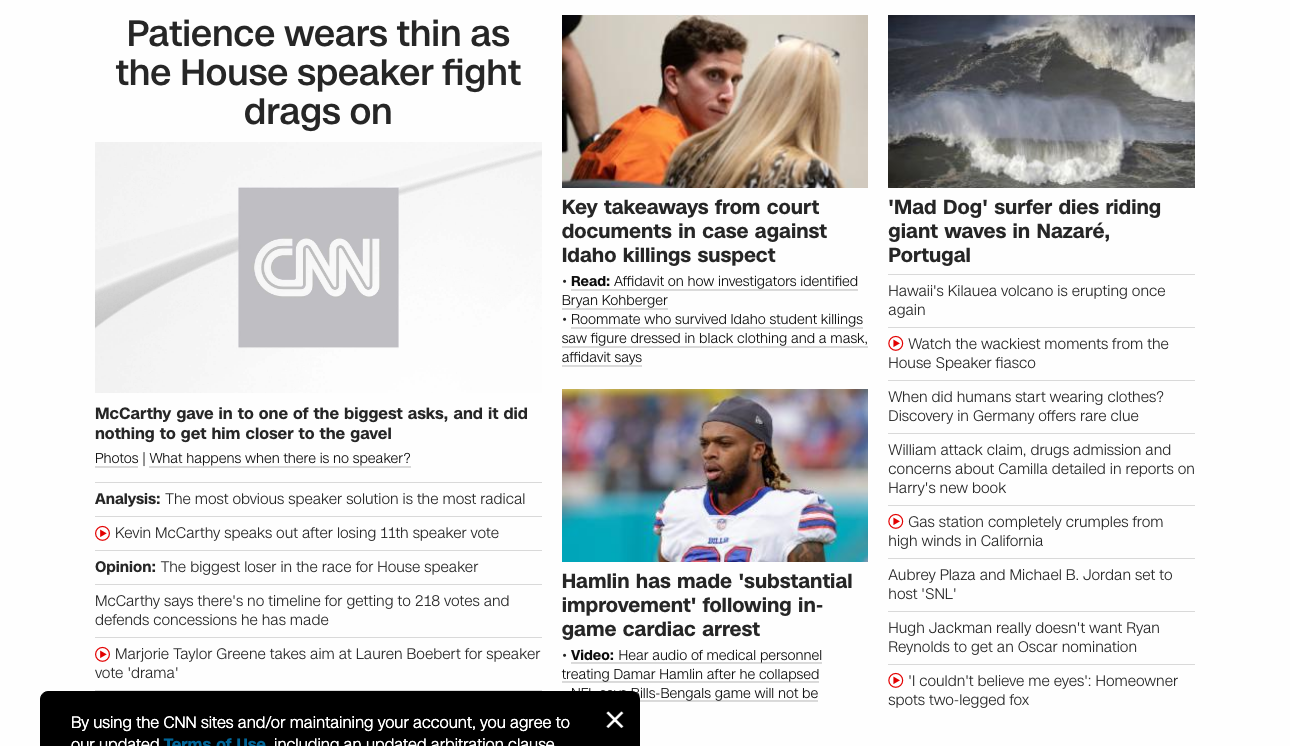 Patience wears thin as
the House speaker fight
drags on
CNN
McCarthy gave in to one of the biggest asks, and it did
nothing to get him closer to the gavel
Photos | What happens when there is no speaker?
Analysis: The most obvious speaker solution is the most radical
Kevin McCarthy speaks out after losing 11th speaker vote
Opinion: The biggest loser in the race for House speaker
McCarthy says there's no timeline for getting to 218 votes and
defends concessions he has made
Marjorie Taylor Greene takes aim at Lauren Boebert for speaker
vote 'drama'
Key takeaways from court
documents in case against
Idaho killings suspect
• Read: Affidavit on how investigators identified
Bryan Kohberger
• Roommate who survived Idaho student killings
saw figure dressed in black clothing and a mask,
affidavit says
BILLS
Hamlin has made 'substantial
improvement' following in-
game cardiac arrest
• Video: Hear audio of medical personnel
treating Damar Hamlin after he collapsed
NFL says Bills-Bengals game will not be
'Mad Dog' surfer dies riding
giant waves in Nazaré,
Portugal
Hawaii's Kilauea volcano is erupting once
again
Watch the wackiest moments from the
House Speaker fiasco
When did humans start wearing clothes?
Discovery in Germany offers rare clue
William attack claim, drugs admission and
concerns about Camilla detailed in reports on
Harry's new book
Gas station completely crumples from
high winds in California
Aubrey Plaza and Michael B. Jordan set to
host 'SNL'
Hugh Jackman really doesn't want Ryan
Reynolds to get an Oscar nomination
'I couldn't believe me eyes': Homeowner
spots two-legged fox
By using the CNN sites and/or maintaining your account, you agree to
our updated Terms of Use, including an updated arbitration clause